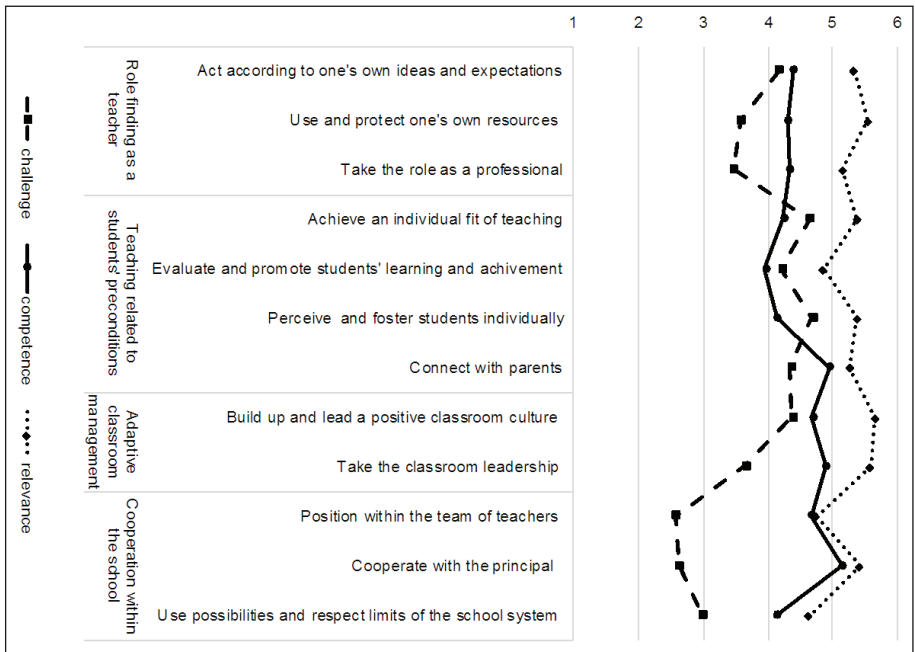 1 2 3 4 5 6
Role finding as a
teacher
Act according to one's own ideas and expectations
Use and protect one's own resources
Take the role as a professional
Teaching related to
students' preconditions
Achieve an individual fit of teaching
Evaluate and promote students' learning and achivement
Perceive and foster students individually
Connect with parents
Adaptive
classroom
management
Build up and lead a positive classroom culture
Take the classroom leadership
Cooperation within
the school
Position within the team of teachers
Cooperate with the principal
Use possibilities and respect limits of the school system
challenge
competence
relevance